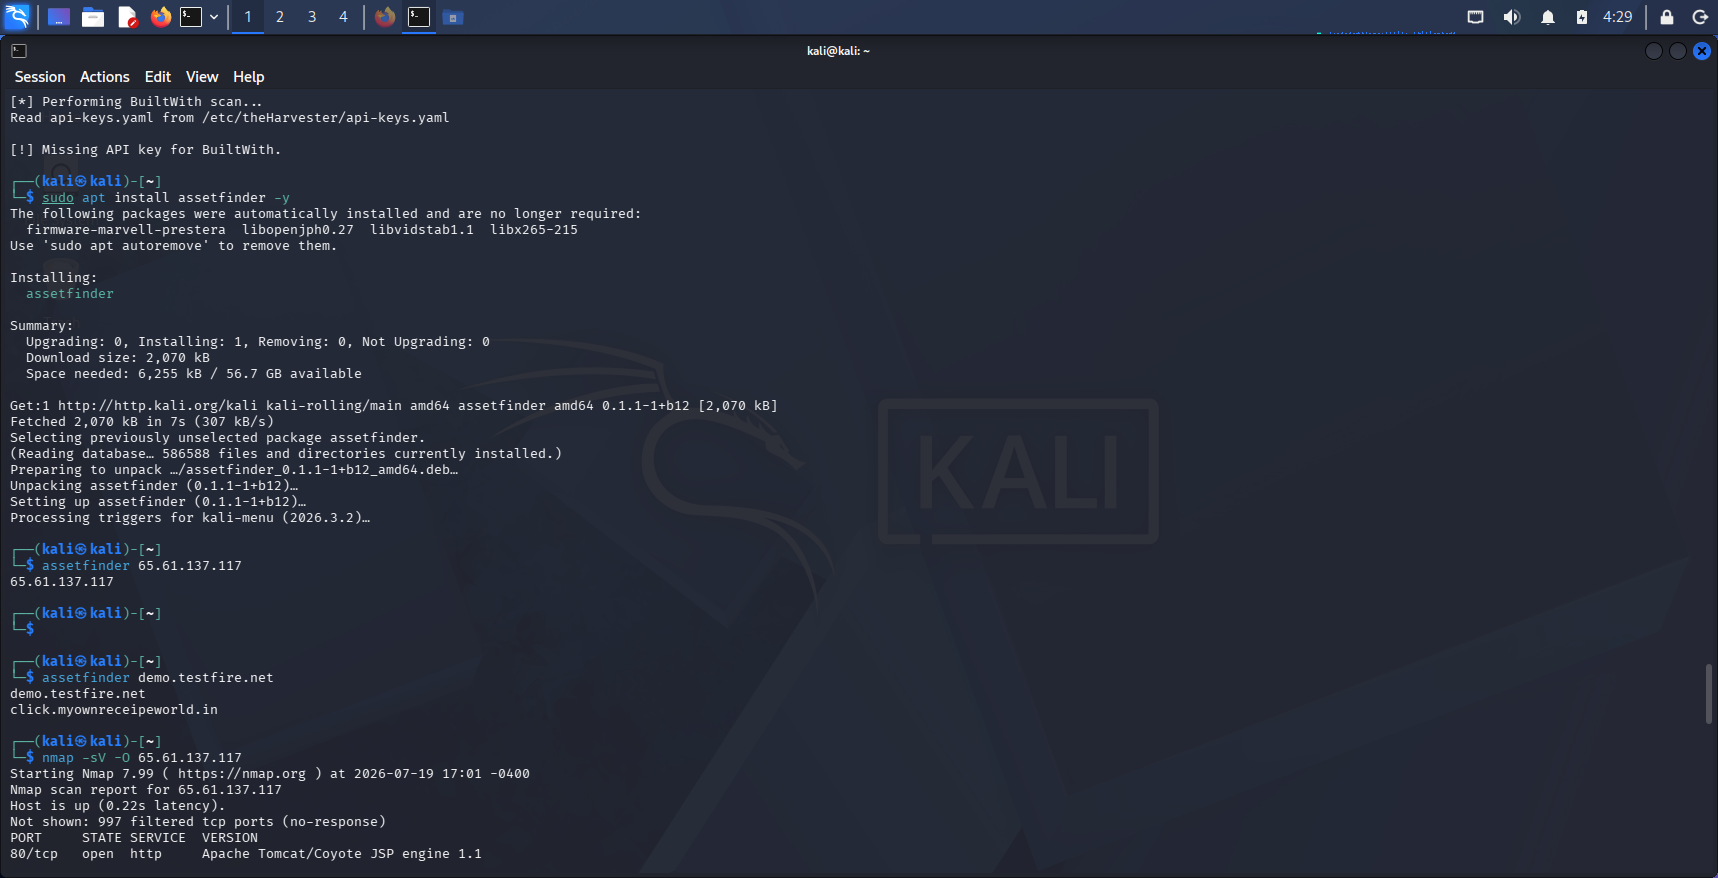 1 2 3 4 4:29
kali@kali: ~
Session Actions Edit View Help
[*] Performing BuiltWith scan...
Read api-keys.yaml from /etc/theHarvester/api-keys.yaml
[!] Missing API key for BuiltWith.
┌──(kali㉿kali)-[~]
└─$ sudo apt install assetfinder -y
The following packages were automatically installed and are no longer required:
  firmware-marvell-prestera  libopenjph0.27  libvidstab1.1  libx265-215
Use 'sudo apt autoremove' to remove them.
Installing:
  assetfinder
Summary:
  Upgrading: 0, Installing: 1, Removing: 0, Not Upgrading: 0
  Download size: 2,070 kB
  Space needed: 6,255 kB / 56.7 GB available
Get:1 http://http.kali.org/kali kali-rolling/main amd64 assetfinder amd64 0.1.1-1+b12 [2,070 kB]
Fetched 2,070 kB in 7s (307 kB/s)
Selecting previously unselected package assetfinder.
(Reading database… 586588 files and directories currently installed.)
Preparing to unpack …/assetfinder_0.1.1-1+b12_amd64.deb…
Unpacking assetfinder (0.1.1-1+b12)…
Setting up assetfinder (0.1.1-1+b12)…
Processing triggers for kali-menu (2026.3.2)…
┌──(kali㉿kali)-[~]
└─$ assetfinder 65.61.137.117
65.61.137.117
┌──(kali㉿kali)-[~]
└─$
┌──(kali㉿kali)-[~]
└─$ assetfinder demo.testfire.net
demo.testfire.net
click.myownreceipeworld.in
┌──(kali㉿kali)-[~]
└─$ nmap -sV -O 65.61.137.117
Starting Nmap 7.99 ( https://nmap.org ) at 2026-07-19 17:01 -0400
Nmap scan report for 65.61.137.117
Host is up (0.22s latency).
Not shown: 997 filtered tcp ports (no-response)
PORT     STATE SERVICE  VERSION
80/tcp   open  http     Apache Tomcat/Coyote JSP engine 1.1
KALI